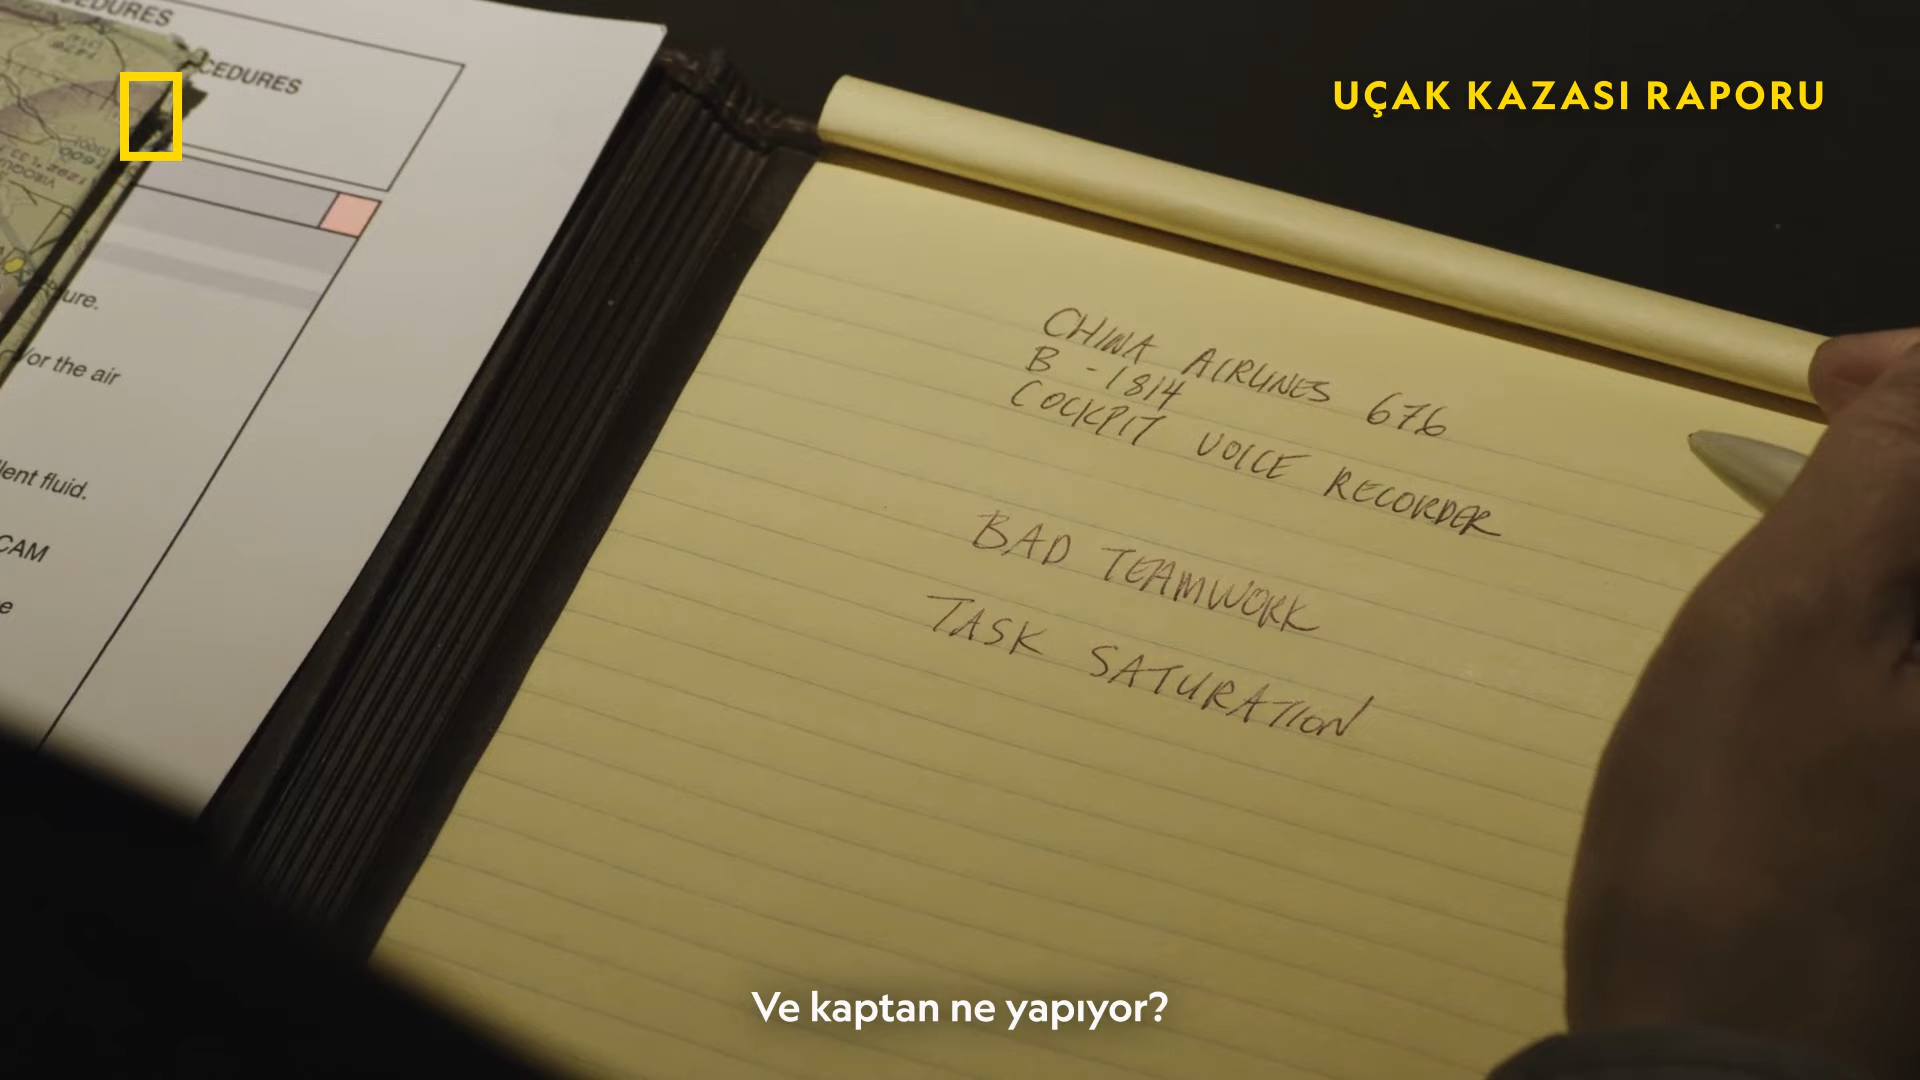 CEDURES
UÇAK KAZASI RAPORU
ure.
/or the air
lent fluid.
CAM
e
CHINA AIRLINES 676
B-1814
COCKPIT VOICE RECORDER
BAD TEAMWORK
TASK SATURATION
Ve kaptan ne yapıyor?